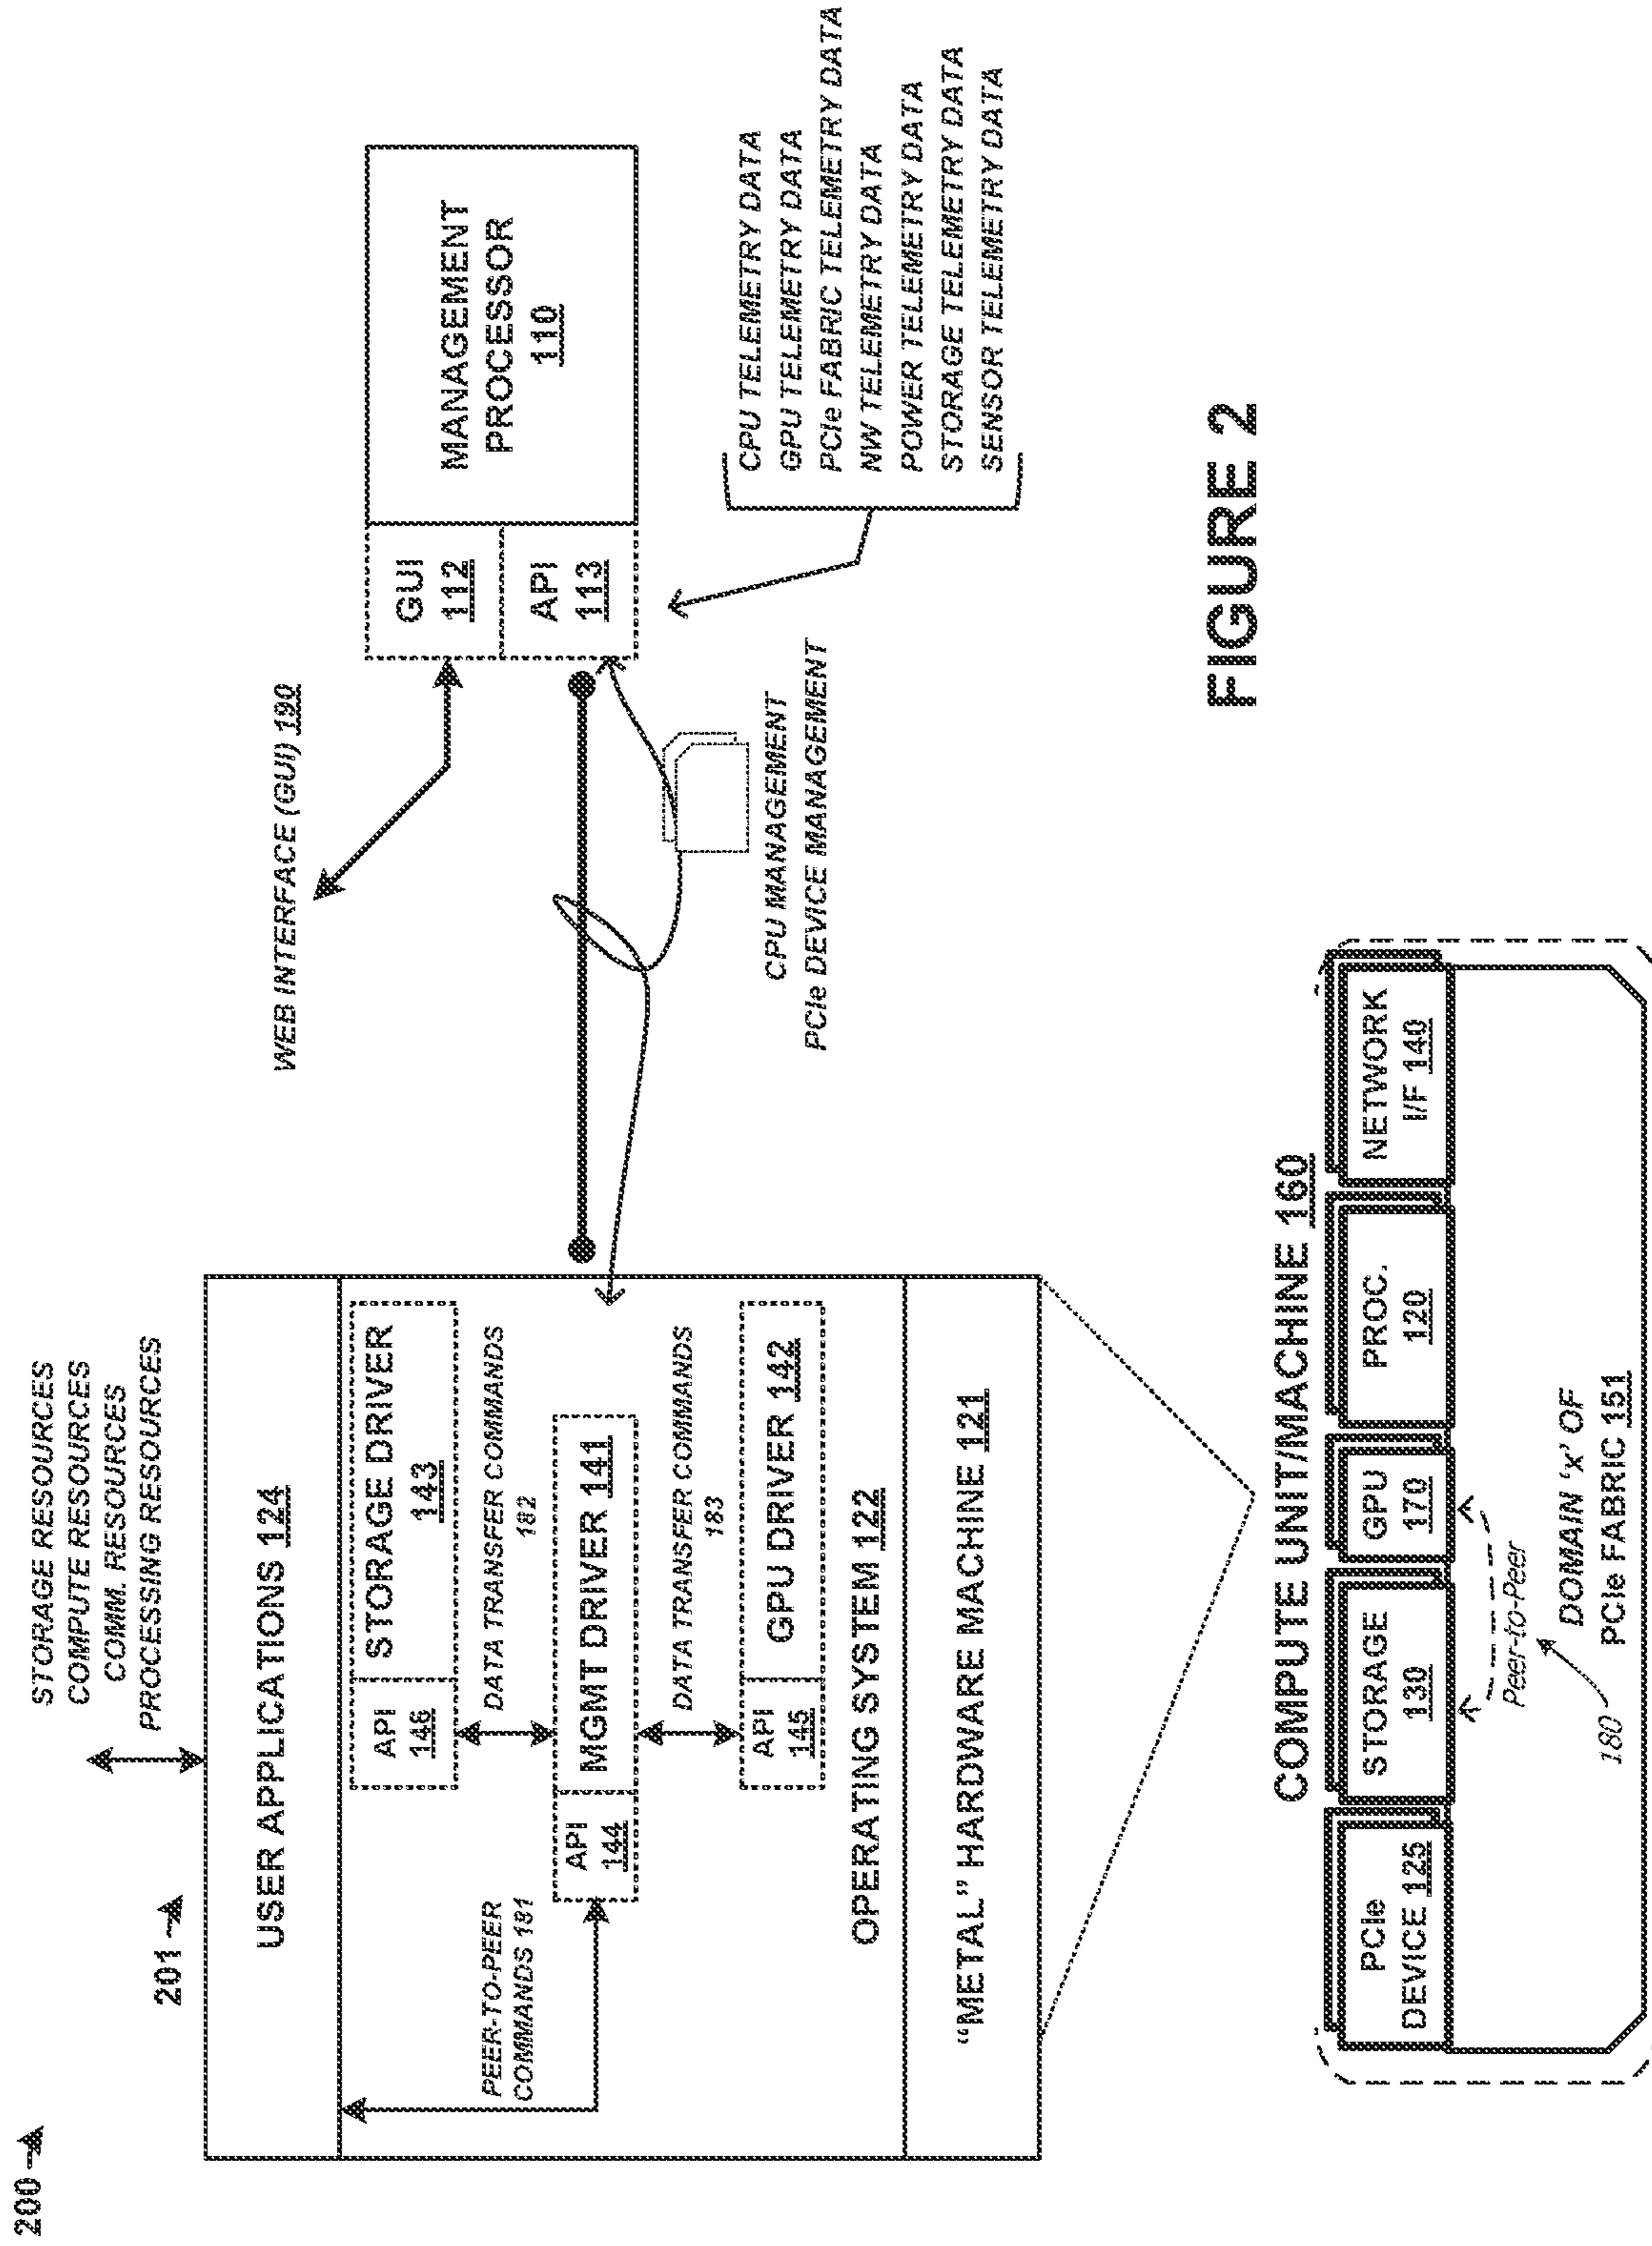 200
201
STORAGE RESOURCES
COMPUTE RESOURCES
COMM. RESOURCES
PROCESSING RESOURCES
USER APPLICATIONS 124
PEER-TO-PEER
COMMANDS 181
API
146
STORAGE DRIVER
143
DATA TRANSFER COMMANDS
182
API
144
MGMT DRIVER 141
DATA TRANSFER COMMANDS
183
API
145
GPU DRIVER 142
OPERATING SYSTEM 122
“METAL” HARDWARE MACHINE 121
WEB INTERFACE (GUI) 190
GUI
112
API
113
MANAGEMENT
PROCESSOR
110
CPU MANAGEMENT
PCIe DEVICE MANAGEMENT
CPU TELEMETRY DATA
GPU TELEMETRY DATA
PCIe FABRIC TELEMETRY DATA
NW TELEMETRY DATA
POWER TELEMETRY DATA
STORAGE TELEMETRY DATA
SENSOR TELEMETRY DATA
COMPUTE UNIT/MACHINE 160
PCIe
DEVICE 125
STORAGE
130
GPU
170
PROC.
120
NETWORK
I/F 140
Peer-to-Peer
180
DOMAIN ‘x’ OF
PCIe FABRIC 151
FIGURE 2